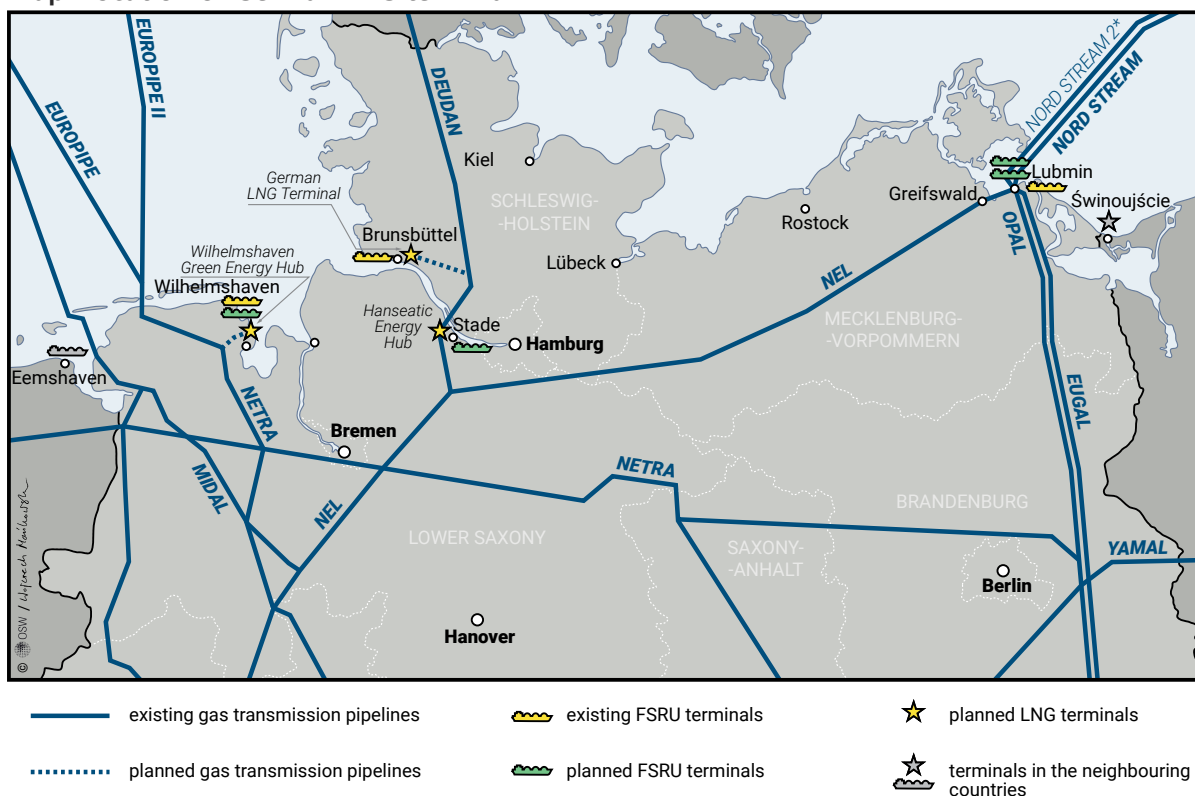 EUROPIPE II
EUROPIPE
DEUDAN
NORD STREAM 2*
NORD STREAM
Kiel
German
LNG Terminal
SCHLESWIG-
-HOLSTEIN
Lubmin
Greifswald
Świnoujście
Rostock
OPAL
Brunsbüttel
Wilhelmshaven
Green Energy Hub
Wilhelmshaven
Lübeck
NEL
Hanseatic
Energy
Hub
Stade
Hamburg
MECKLENBURG-
-VORPOMMERN
Eemshaven
NETRA
EUGAL
Bremen
NETRA
MIDAL
NEL
BRANDENBURG
LOWER SAXONY
SAXONY-
-ANHALT
YAMAL
Berlin
Hanover
© OSW / Wojciech Mańkowski
existing gas transmission pipelines
existing FSRU terminals
planned LNG terminals
planned gas transmission pipelines
planned FSRU terminals
terminals in the neighbouring
countries